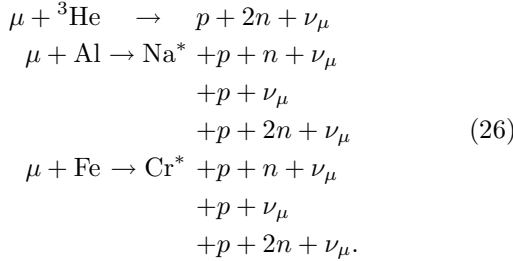 μ + ³He → p + 2n + ν_μ
μ + Al → Na* +p + n + ν_μ
+p + ν_μ
+p + 2n + ν_μ (26)
μ + Fe → Cr* +p + n + ν_μ
+p + ν_μ
+p + 2n + ν_μ.